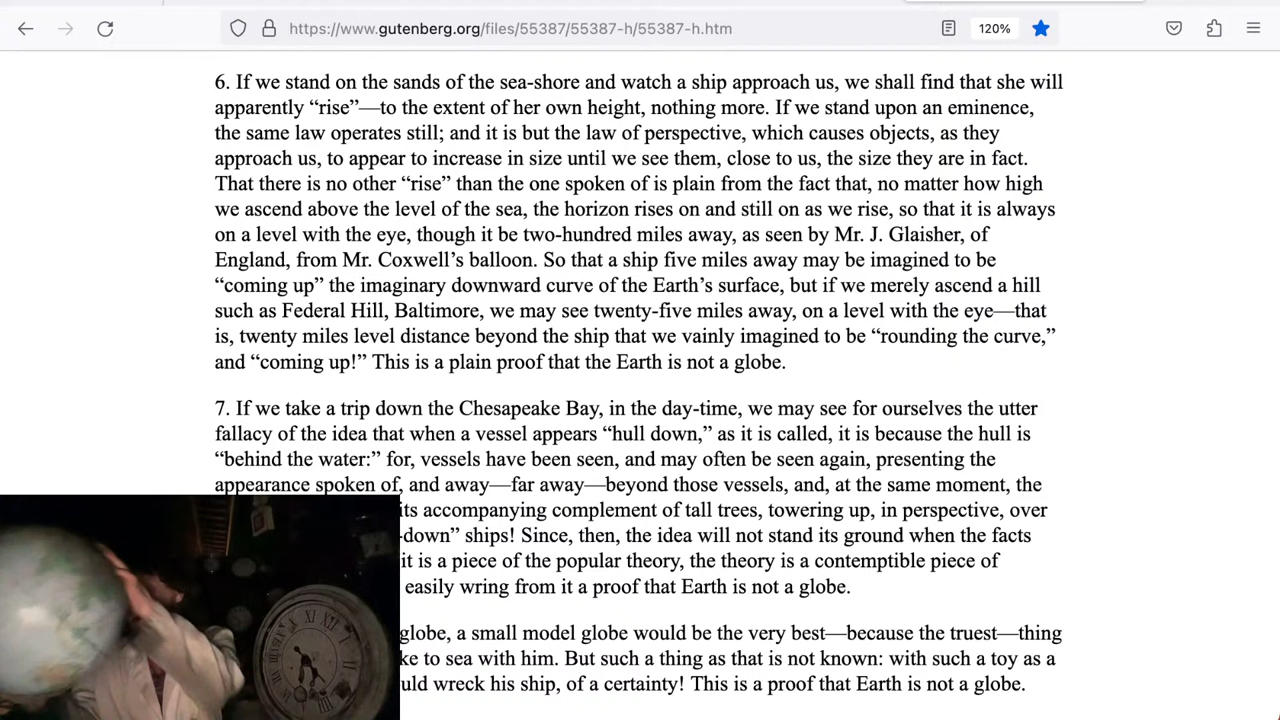 https://www.gutenberg.org/files/55387/55387-h/55387-h.htm
120%
6. If we stand on the sands of the sea-shore and watch a ship approach us, we shall find that she will
apparently “rise”—to the extent of her own height, nothing more. If we stand upon an eminence,
the same law operates still; and it is but the law of perspective, which causes objects, as they
approach us, to appear to increase in size until we see them, close to us, the size they are in fact.
That there is no other “rise” than the one spoken of is plain from the fact that, no matter how high
we ascend above the level of the sea, the horizon rises on and still on as we rise, so that it is always
on a level with the eye, though it be two-hundred miles away, as seen by Mr. J. Glaisher, of
England, from Mr. Coxwell’s balloon. So that a ship five miles away may be imagined to be
“coming up” the imaginary downward curve of the Earth’s surface, but if we merely ascend a hill
such as Federal Hill, Baltimore, we may see twenty-five miles away, on a level with the eye—that
is, twenty miles level distance beyond the ship that we vainly imagined to be “rounding the curve,”
and “coming up!” This is a plain proof that the Earth is not a globe.
7. If we take a trip down the Chesapeake Bay, in the day-time, we may see for ourselves the utter
fallacy of the idea that when a vessel appears “hull down,” as it is called, it is because the hull is
“behind the water:” for, vessels have been seen, and may often be seen again, presenting the
appearance spoken of, and away—far away—beyond those vessels, and, at the same moment, the
its accompanying complement of tall trees, towering up, in perspective, over
-down” ships! Since, then, the idea will not stand its ground when the facts
it is a piece of the popular theory, the theory is a contemptible piece of
easily wring from it a proof that Earth is not a globe.
globe, a small model globe would be the very best—because the truest—thing
ke to sea with him. But such a thing as that is not known: with such a toy as a
uld wreck his ship, of a certainty! This is a proof that Earth is not a globe.